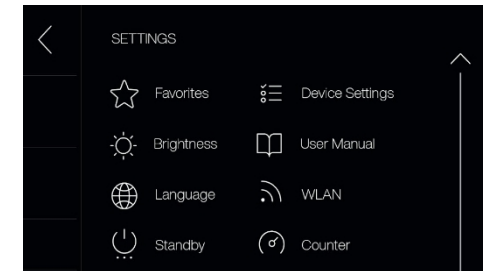 SETTINGS
Favorites
Device Settings
Brightness
User Manual
Language
WLAN
Standby
Counter